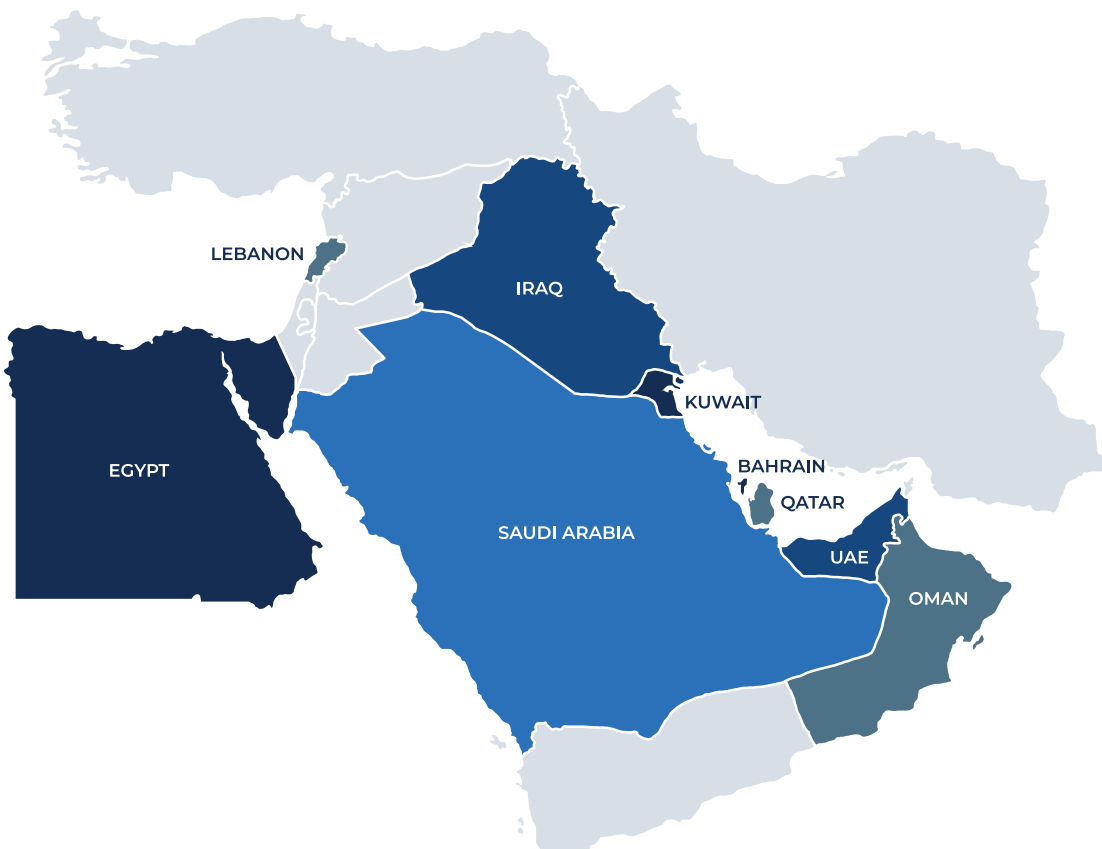 LEBANON
IRAQ
KUWAIT
BAHRAIN
EGYPT
QATAR
SAUDI ARABIA
UAE
OMAN